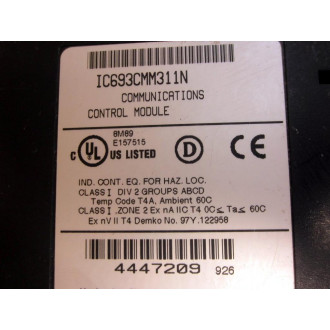 IC693CMM311N
COMMUNICATIONS
CONTROL MODULE
6M89
E157515
C UL US LISTED
D
CE
IND. CONT. EQ. FOR HAZ. LOC.
CLASS I DIV 2 GROUPS ABCD
Temp Code T4A, Ambient 60C
CLASS I ,ZONE 2 Ex nA IIC T4 0C≤ Ta≤ 60C
Ex nV II T4 Demko No. 97Y.122958
4447209 926